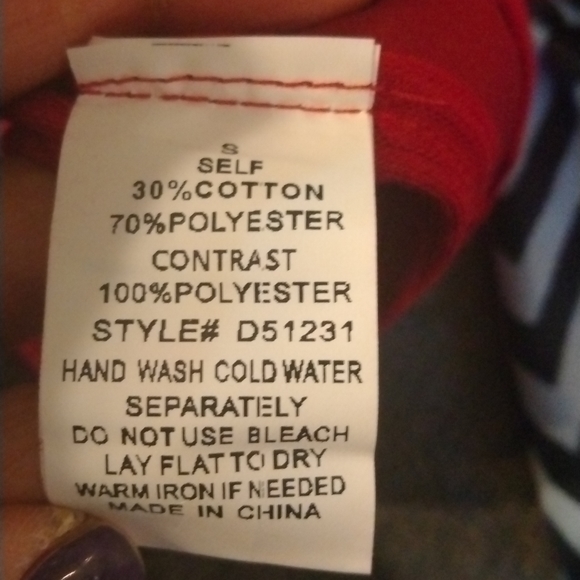 S
SELF
30%COTTON
70%POLYESTER
CONTRAST
100%POLYESTER
STYLE# D51231
HAND WASH COLD WATER
SEPARATELY
DO NOT USE BLEACH
LAY FLAT TO DRY
WARM IRON IF NEEDED
MADE IN CHINA